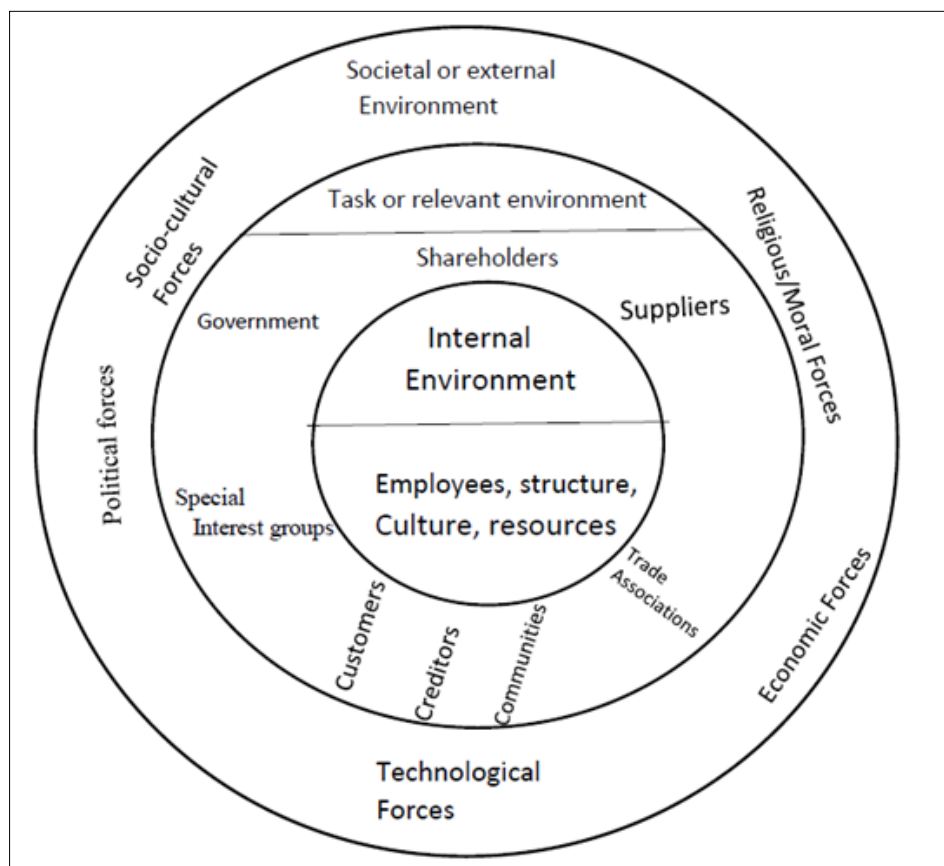 Societal or external
Environment
Socio-cultural
Forces
Religious/Moral Forces
Task or relevant environment
Shareholders
Government
Suppliers
Internal
Environment
Political forces
Special
Interest groups
Employees, structure,
Culture, resources
Trade
Associations
Customers
Creditors
Communities
Economic Forces
Technological
Forces